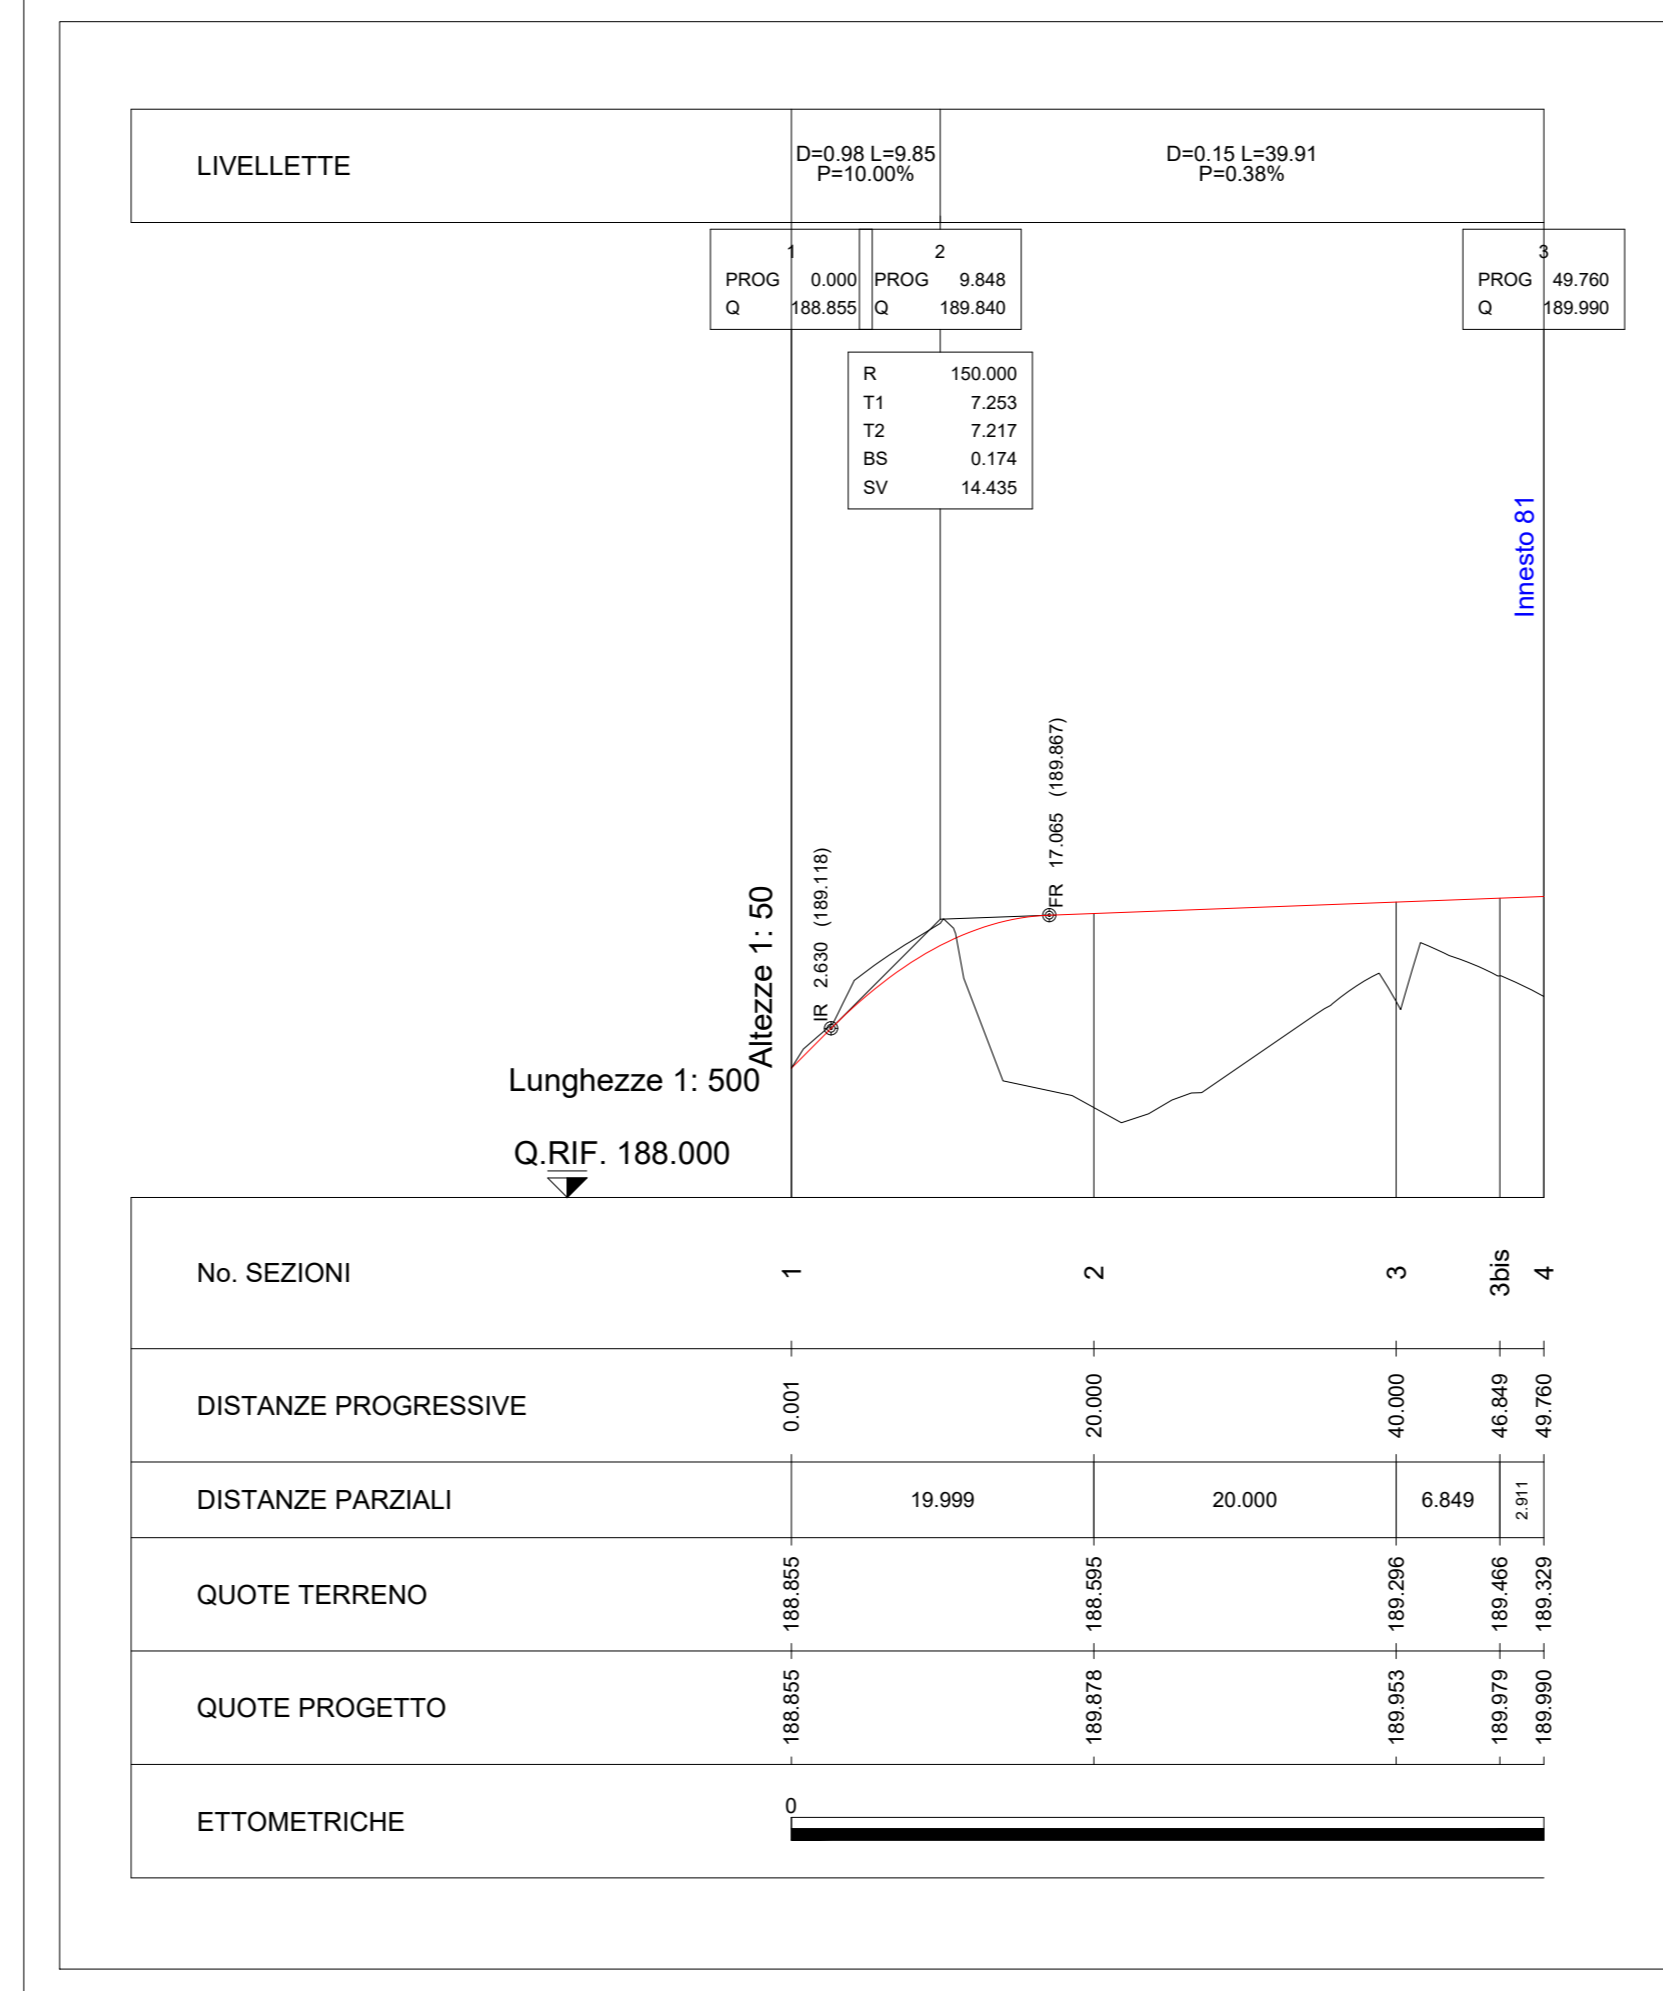 LIVELLETTE
D=0.98 L=9.85
P=10.00%
D=0.15 L=39.91
P=0.38%
1
PROG 0.000
Q 188.855
2
PROG 9.848
Q 189.840
3
PROG 49.760
Q 189.990
R 150.000
T1 7.253
T2 7.217
BS 0.174
SV 14.435
Innesto 81
IR 2.630 (189.118)
FR 17.065 (189.867)
Altezze 1: 50
Lunghezze 1: 500
Q.RIF. 188.000
No. SEZIONI 1 2 3 3bis 4
DISTANZE PROGRESSIVE 0.001 20.000 40.000 46.849 49.760
DISTANZE PARZIALI 19.999 20.000 6.849 2.911
QUOTE TERRENO 188.855 188.595 189.296 189.466 189.329
QUOTE PROGETTO 188.855 189.878 189.953 189.979 189.990
ETTOMETRICHE 0